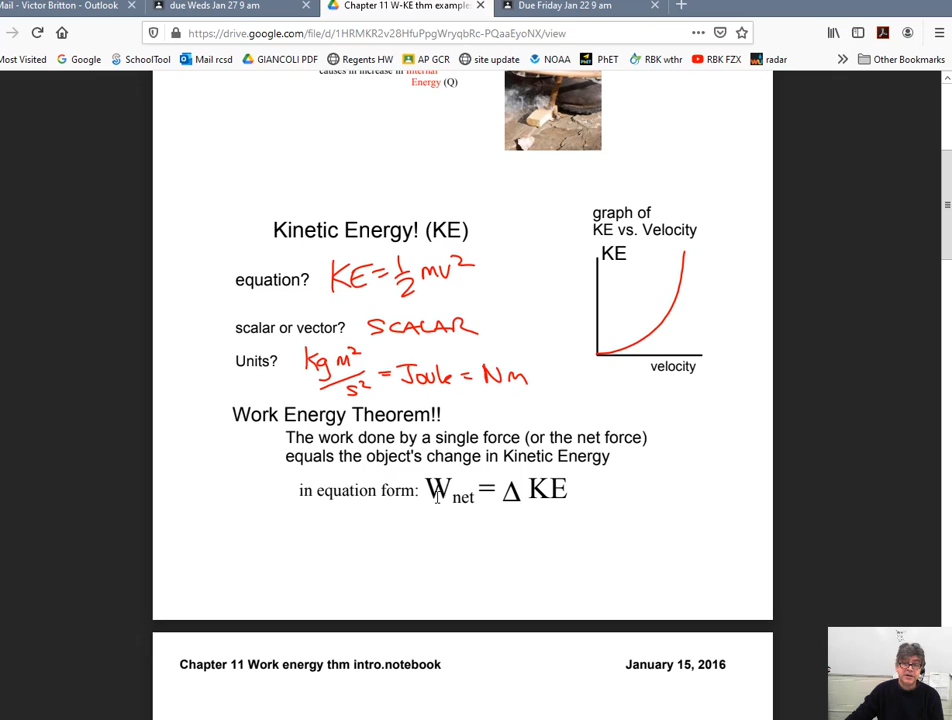 Mail - Victor Britton - Outlook
due Weds Jan 27 9 am
Chapter 11 W-KE thm example
Due Friday Jan 22 9 am
https://drive.google.com/file/d/1HRMKR2v28HfuPpgWryqbRc-PQaaEyoNX/view
Most Visited Google SchoolTool Mail rcsd GIANCOLI PDF Regents HW AP GCR site update NOAA PhET RBK wthr RBK FZX radar Other Bookmarks
causes in increase in Internal
Energy (Q)
Kinetic Energy! (KE)
graph of
KE vs. Velocity
KE
equation? KE = 1/2 mv²
scalar or vector? SCALAR
Units? Kg m²/s² = Joule = Nm
velocity
Work Energy Theorem!!
The work done by a single force (or the net force)
equals the object's change in Kinetic Energy
in equation form: Wnet = Δ KE
Chapter 11 Work energy thm intro.notebook
January 15, 2016